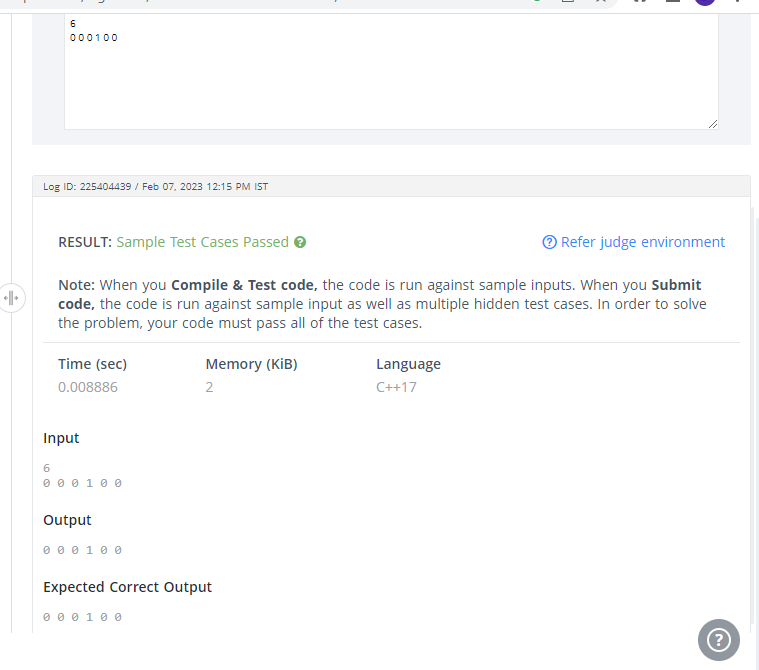 6
0 0 0 1 0 0
Log ID: 225404439 / Feb 07, 2023 12:15 PM IST
RESULT: Sample Test Cases Passed ?
? Refer judge environment
Note: When you Compile & Test code, the code is run against sample inputs. When you Submit
code, the code is run against sample input as well as multiple hidden test cases. In order to solve
the problem, your code must pass all of the test cases.
Time (sec) Memory (KiB) Language
0.008886 2 C++17
Input
6
0 0 0 1 0 0
Output
0 0 0 1 0 0
Expected Correct Output
0 0 0 1 0 0
?